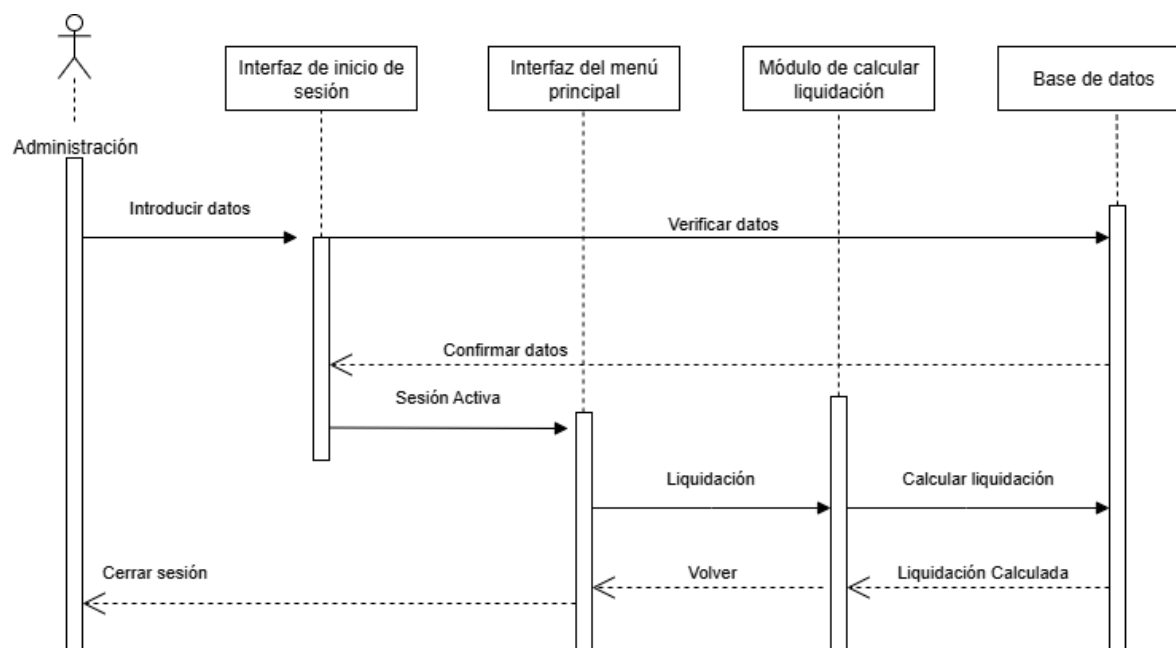 Interfaz de inicio de
sesión
Interfaz del menú
principal
Módulo de calcular
liquidación
Base de datos
Administración
Introducir datos
Verificar datos
Confirmar datos
Sesión Activa
Liquidación
Calcular liquidación
Cerrar sesión
Volver
Liquidación Calculada